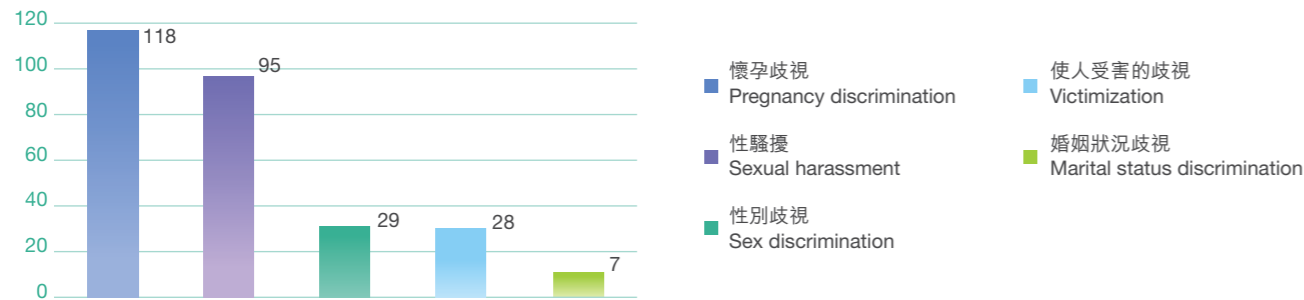 120
100
80
60
40
20
0
118
95
29
28
7
懷孕歧視
Pregnancy discrimination
性騷擾
Sexual harassment
性別歧視
Sex discrimination
使人受害的歧視
Victimization
婚姻狀況歧視
Marital status discrimination